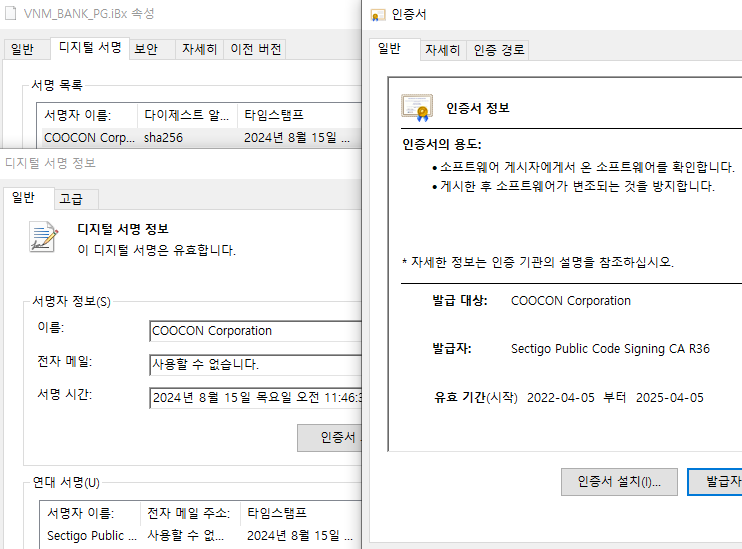 VNM_BANK_PG.iBx 속성
일반 디지털 서명 보안 자세히 이전 버전
서명 목록
서명자 이름: 다이제스트 알... 타임스탬프
COOCON Corp... sha256 2024년 8월 15일 ...
디지털 서명 정보
일반 고급
디지털 서명 정보
이 디지털 서명은 유효합니다.
서명자 정보(S)
이름: COOCON Corporation
전자 메일: 사용할 수 없습니다.
서명 시간: 2024년 8월 15일 목요일 오전 11:46:3
인증서
연대 서명(U)
서명자 이름: 전자 메일 주소: 타임스탬프
Sectigo Public ... 사용할 수 없... 2024년 8월 15일 ...
인증서
일반 자세히 인증 경로
인증서 정보
인증서의 용도:
• 소프트웨어 게시자에게서 온 소프트웨어를 확인합니다.
• 게시한 후 소프트웨어가 변조되는 것을 방지합니다.
* 자세한 정보는 인증 기관의 설명을 참조하십시오.
발급 대상: COOCON Corporation
발급자: Sectigo Public Code Signing CA R36
유효 기간(시작) 2022-04-05 부터 2025-04-05
인증서 설치(I)... 발급자